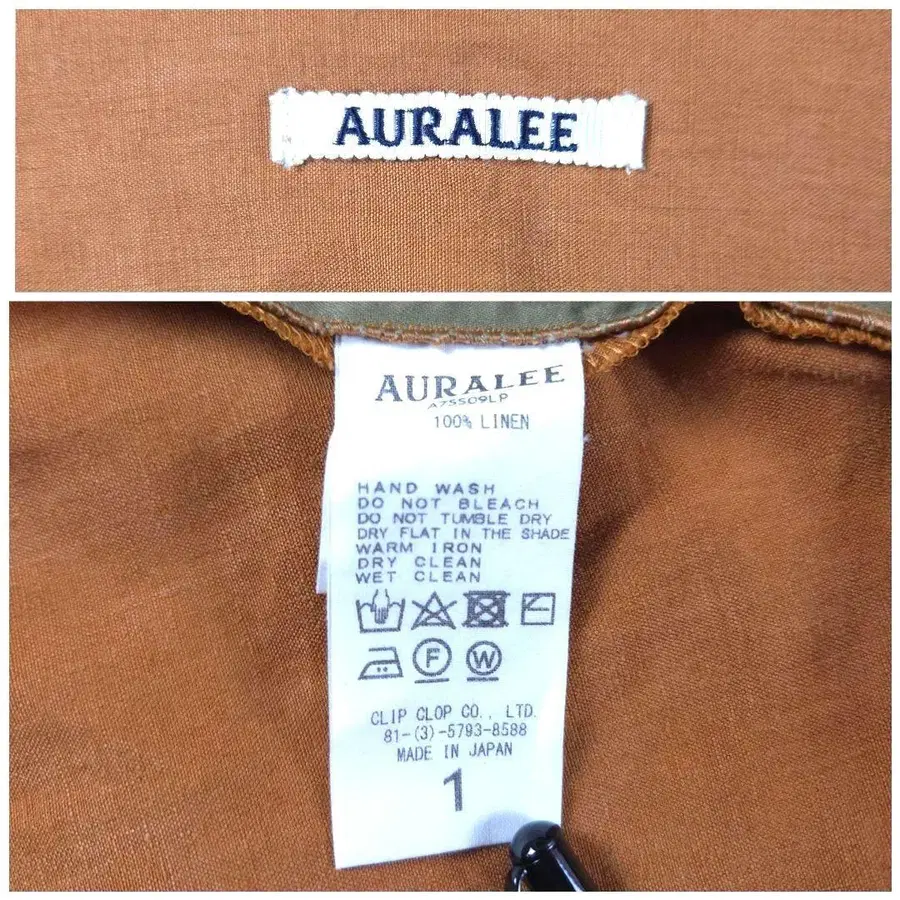 AURALEE
AURALEE
A7SS09LP
100% LINEN
HAND WASH
DO NOT BLEACH
DO NOT TUMBLE DRY
DRY FLAT IN THE SHADE
WARM IRON
DRY CLEAN
WET CLEAN
F W
CLIP CLOP CO., LTD.
81-(3)-5793-8588
MADE IN JAPAN
1